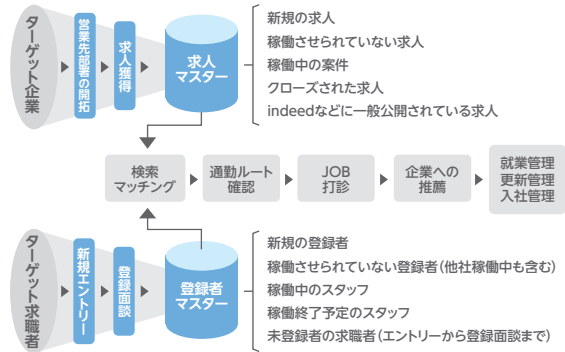 ターゲット企業
営業先部署の開拓
求人獲得
求人
マスター
新規の求人
稼働させられていない求人
稼働中の案件
クローズされた求人
indeedなどに一般公開されている求人
検索
マッチング
通勤ルート
確認
JOB
打診
企業への
推薦
就業管理
更新管理
入社管理
ターゲット求職者
新規エントリー
登録面談
登録者
マスター
新規の登録者
稼働させられていない登録者(他社稼働中も含む)
稼働中のスタッフ
稼働終了予定のスタッフ
未登録者の求職者(エントリーから登録面談まで)